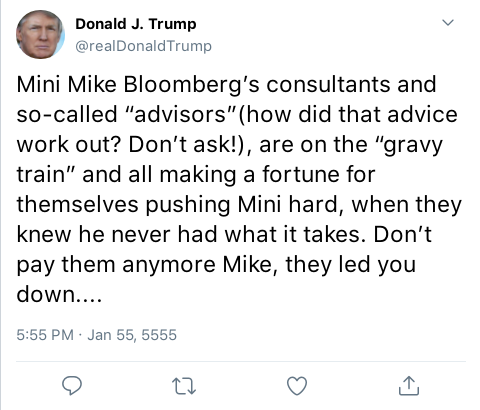 Donald J. Trump
@realDonaldTrump
Mini Mike Bloomberg’s consultants and
so-called “advisors”(how did that advice
work out? Don’t ask!), are on the “gravy
train” and all making a fortune for
themselves pushing Mini hard, when they
knew he never had what it takes. Don’t
pay them anymore Mike, they led you
down....
5:55 PM · Jan 55, 5555